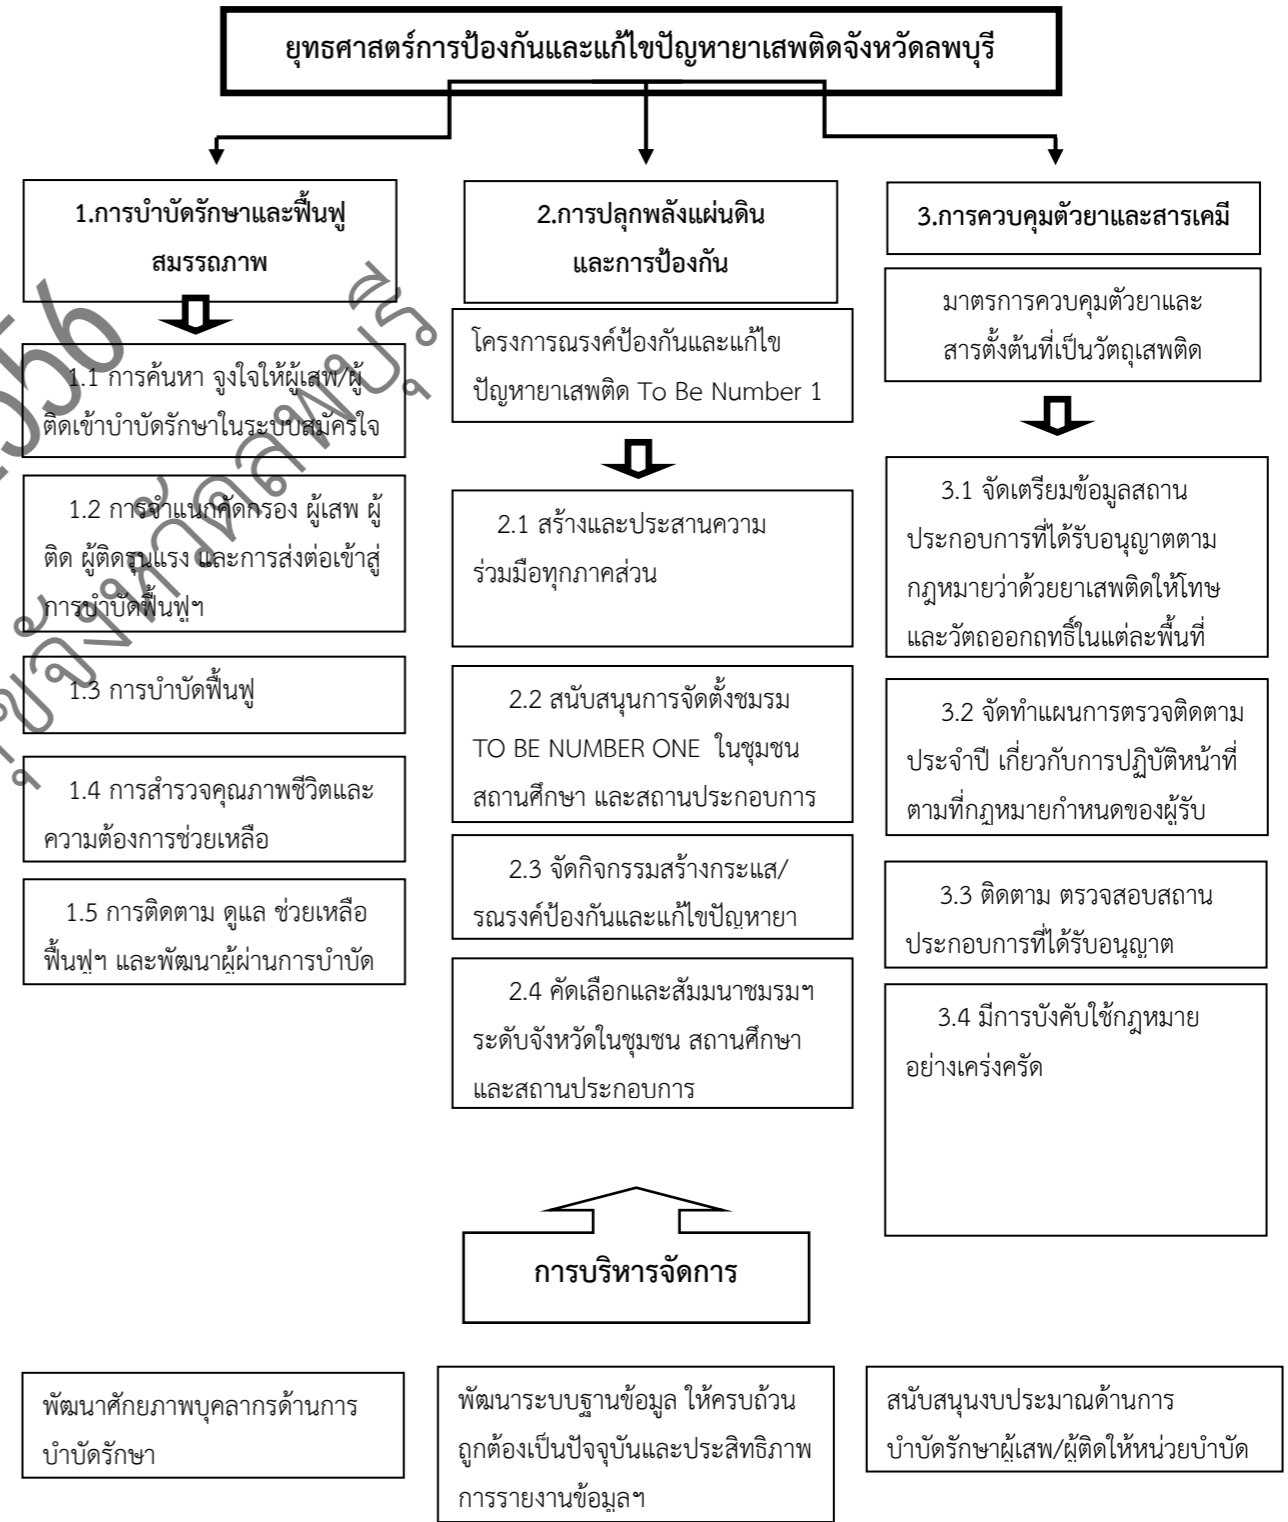 ยุทธศาสตร์การป้องกันและแก้ไขปัญหายาเสพติดจังหวัดลพบุรี
1.การบำบัดรักษาและฟื้นฟู
สมรรถภาพ
1.1 การค้นหา จูงใจให้ผู้เสพ/ผู้
ติดเข้าบำบัดรักษาในระบบสมัครใจ
1.2 การจำแนกคัดกรอง ผู้เสพ ผู้
ติด ผู้ติดรุนแรง และการส่งต่อเข้าสู่
การบำบัดฟื้นฟูฯ
1.3 การบำบัดฟื้นฟู
1.4 การสำรวจคุณภาพชีวิตและ
ความต้องการช่วยเหลือ
1.5 การติดตาม ดูแล ช่วยเหลือ
ฟื้นฟูฯ และพัฒนาผู้ผ่านการบำบัด
2.การปลุกพลังแผ่นดิน
และการป้องกัน
โครงการณรงค์ป้องกันและแก้ไข
ปัญหายาเสพติด To Be Number 1
2.1 สร้างและประสานความ
ร่วมมือทุกภาคส่วน
2.2 สนับสนุนการจัดตั้งชมรม
TO BE NUMBER ONE ในชุมชน
สถานศึกษา และสถานประกอบการ
2.3 จัดกิจกรรมสร้างกระแส/
รณรงค์ป้องกันและแก้ไขปัญหายา
2.4 คัดเลือกและสัมมนาชมรมฯ
ระดับจังหวัดในชุมชน สถานศึกษา
และสถานประกอบการ
3.การควบคุมตัวยาและสารเคมี
มาตรการควบคุมตัวยาและ
สารตั้งต้นที่เป็นวัตถุเสพติด
3.1 จัดเตรียมข้อมูลสถาน
ประกอบการที่ได้รับอนุญาตตาม
กฎหมายว่าด้วยยาเสพติดให้โทษ
และวัตถุออกฤทธิ์ในแต่ละพื้นที่
3.2 จัดทำแผนการตรวจติดตาม
ประจำปี เกี่ยวกับการปฏิบัติหน้าที่
ตามที่กฎหมายกำหนดของผู้รับ
3.3 ติดตาม ตรวจสอบสถาน
ประกอบการที่ได้รับอนุญาต
3.4 มีการบังคับใช้กฎหมาย
อย่างเคร่งครัด
การบริหารจัดการ
พัฒนาศักยภาพบุคลากรด้านการ
บำบัดรักษา
พัฒนาระบบฐานข้อมูล ให้ครบถ้วน
ถูกต้องเป็นปัจจุบันและประสิทธิภาพ
การรายงานข้อมูลฯ
สนับสนุนงบประมาณด้านการ
บำบัดรักษาผู้เสพ/ผู้ติดให้หน่วยบำบัด
จังหวัดลพบุรี